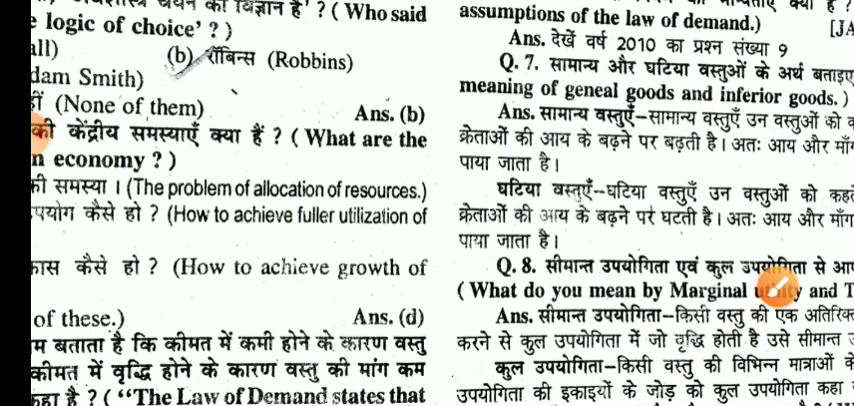 ? ( Who said
logic of choice' ? )
(b) रॉबिन्स (Robbins)
dam Smith)
(None of them) Ans. (b)
की केंद्रीय समस्याएँ क्या हैं ? ( What are the
economy ? )
समस्या । (The problem of allocation of resources.)
कैसे हो ? (How to achieve fuller utilization of
कैसे हो ? (How to achieve growth of
of these.) Ans. (d)
बताता है कि कीमत में कमी होने के कारण वस्तु
कीमत में वृद्धि होने के कारण वस्तु की मांग कम
है ? ( “The Law of Demand states that
assumptions of the law of demand.) [JA
Ans. देखें वर्ष 2010 का प्रश्न संख्या 9
Q. 7. सामान्य और घटिया वस्तुओं के अर्थ बताइए
meaning of geneal goods and inferior goods. )
Ans. सामान्य वस्तुएँ–सामान्य वस्तुएँ उन वस्तुओं को
क्रेताओं की आय के बढ़ने पर बढ़ती है। अतः आय और
पाया जाता है।
घटिया वस्तुएँ–घटिया वस्तुएँ उन वस्तुओं को
क्रेताओं की आय के बढ़ने पर घटती है। अतः आय और माँग
पाया जाता है।
Q. 8. सीमान्त उपयोगिता एवं कुल उपयोगिता से
( What do you mean by Marginal utility and T
Ans. सीमान्त उपयोगिता–किसी वस्तु की एक
करने से कुल उपयोगिता में जो वृद्धि होती है उसे सीमान्त
कुल उपयोगिता–किसी वस्तु की विभिन्न मात्राओं
उपयोगिता की इकाइयों के जोड़ को कुल उपयोगिता कहा